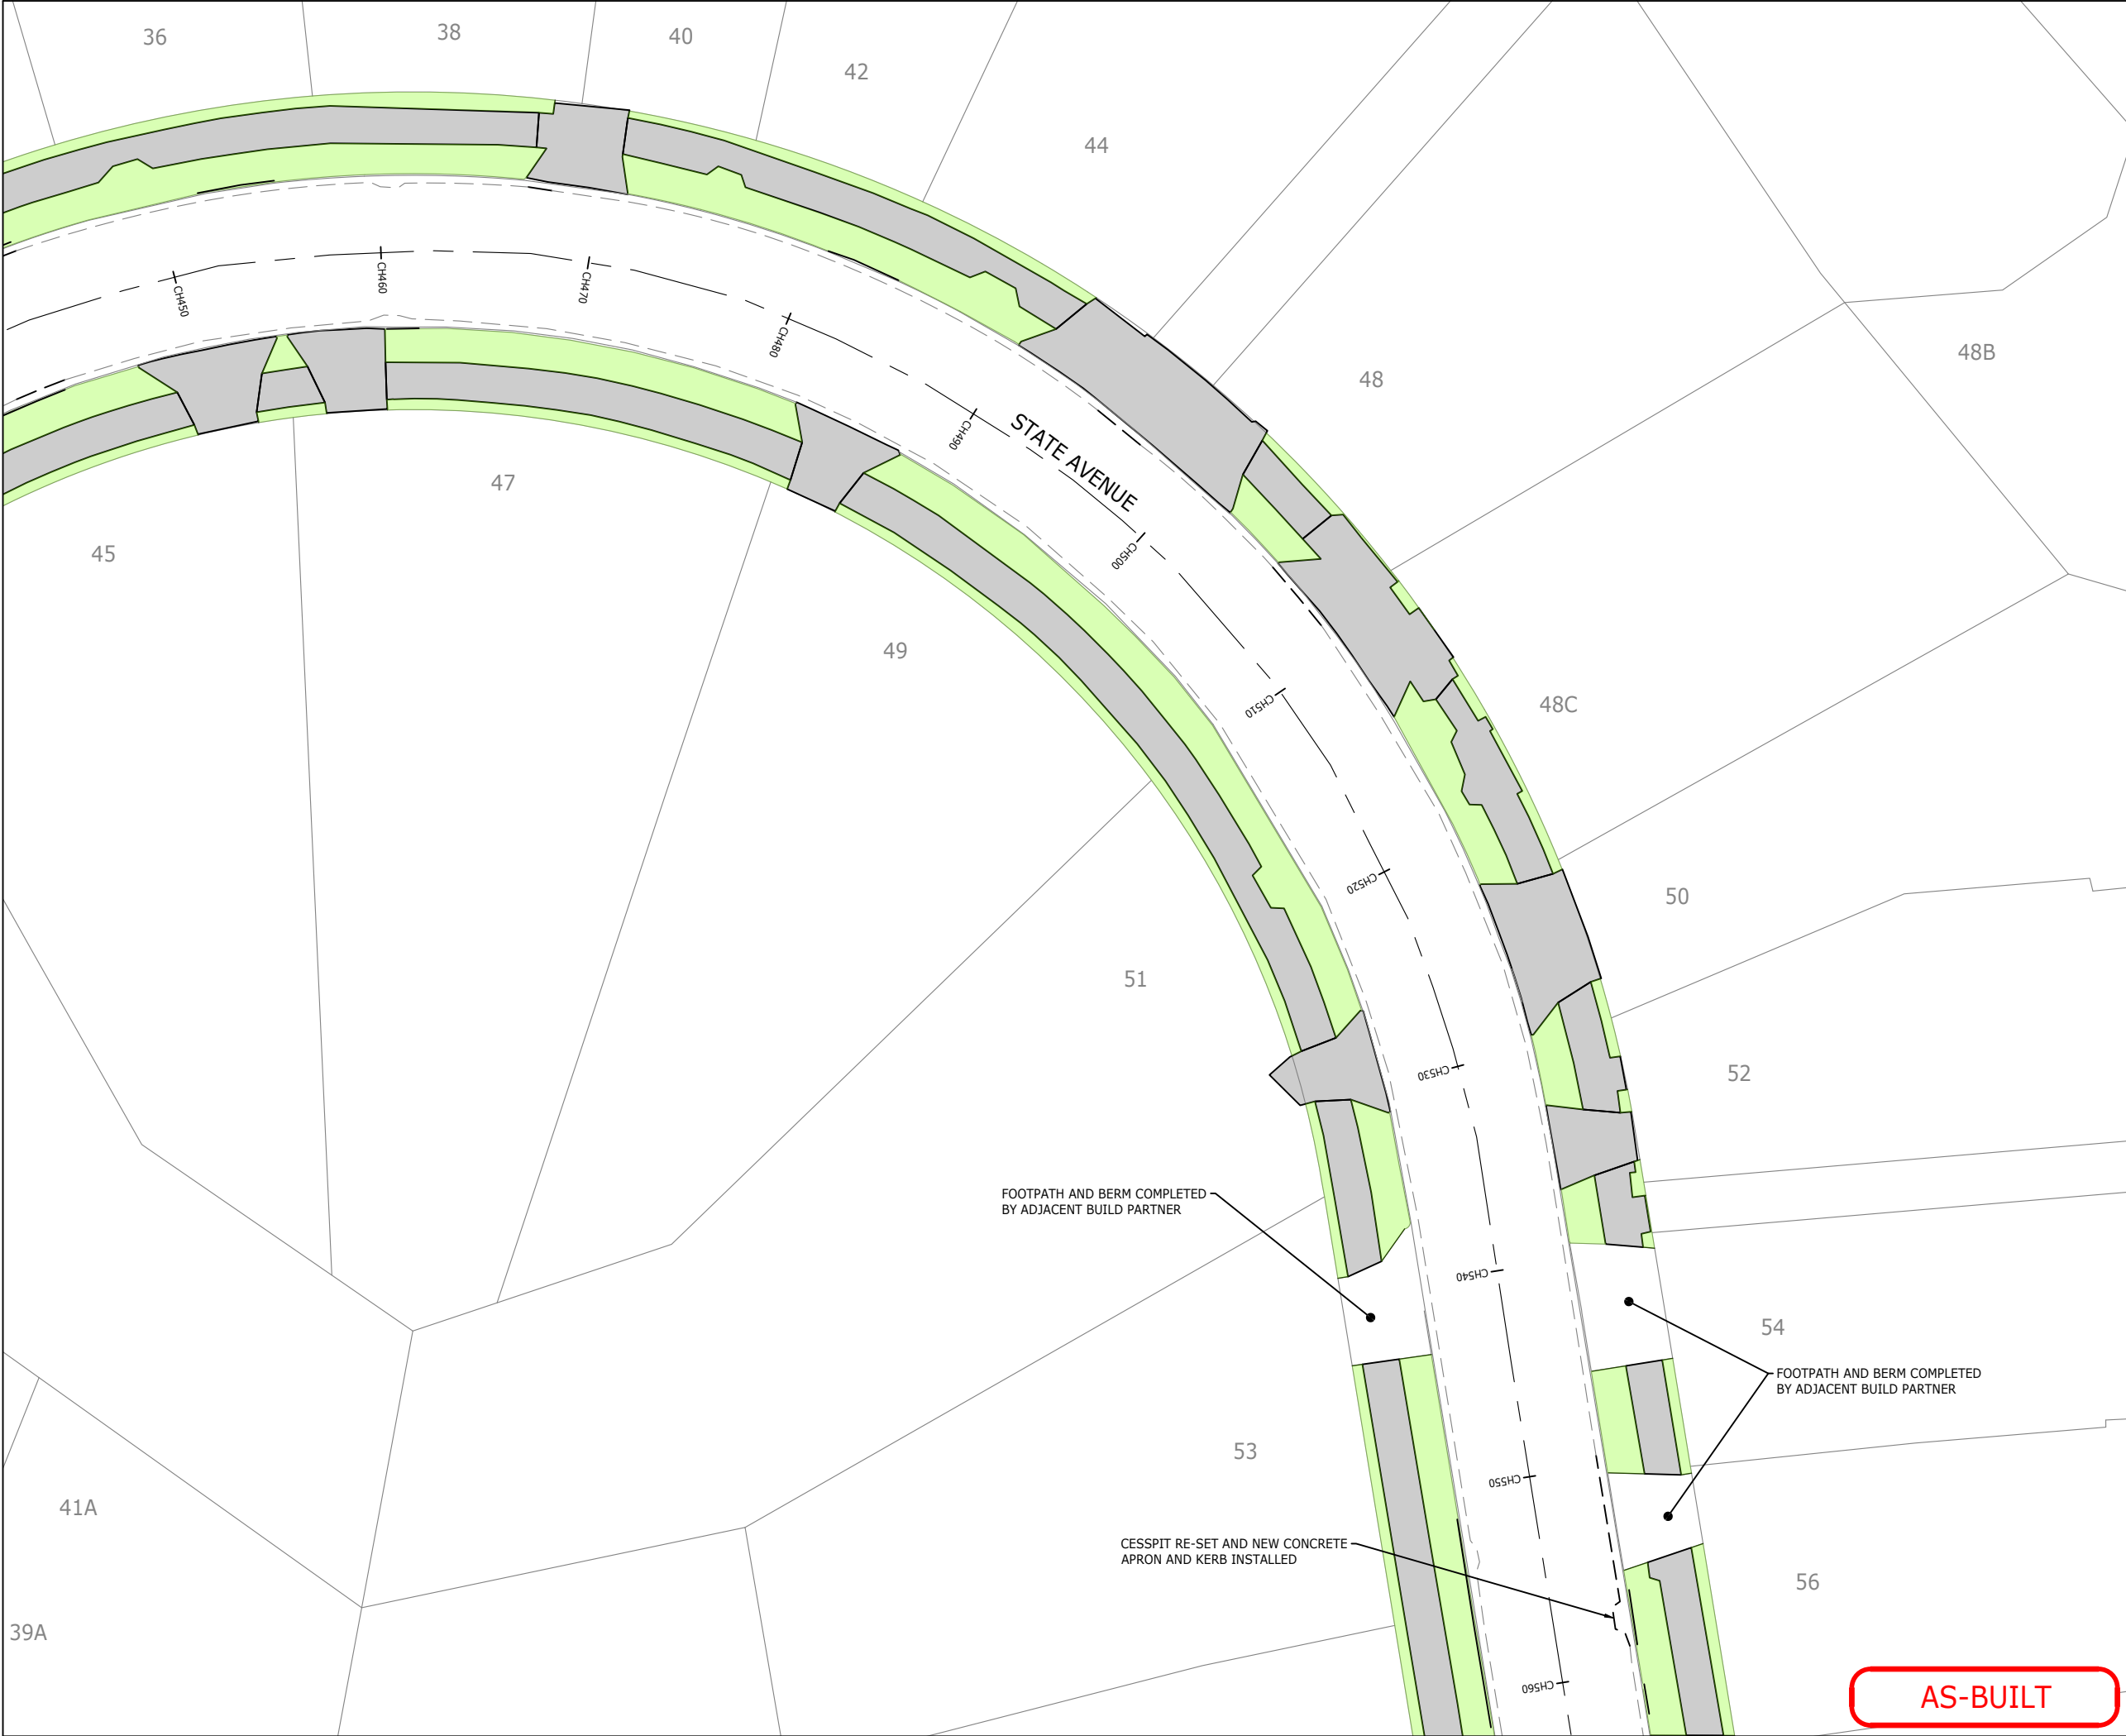 36
38
40
42
44
48B
48
48C
50
52
54
56
45
47
49
51
53
41A
39A
CH450
CH460
CH470
CH480
CH490
STATE AVENUE
CH500
CH510
CH520
CH530
CH540
CH550
CH560
FOOTPATH AND BERM COMPLETED
BY ADJACENT BUILD PARTNER
FOOTPATH AND BERM COMPLETED
BY ADJACENT BUILD PARTNER
CESSPIT RE-SET AND NEW CONCRETE
APRON AND KERB INSTALLED
AS-BUILT